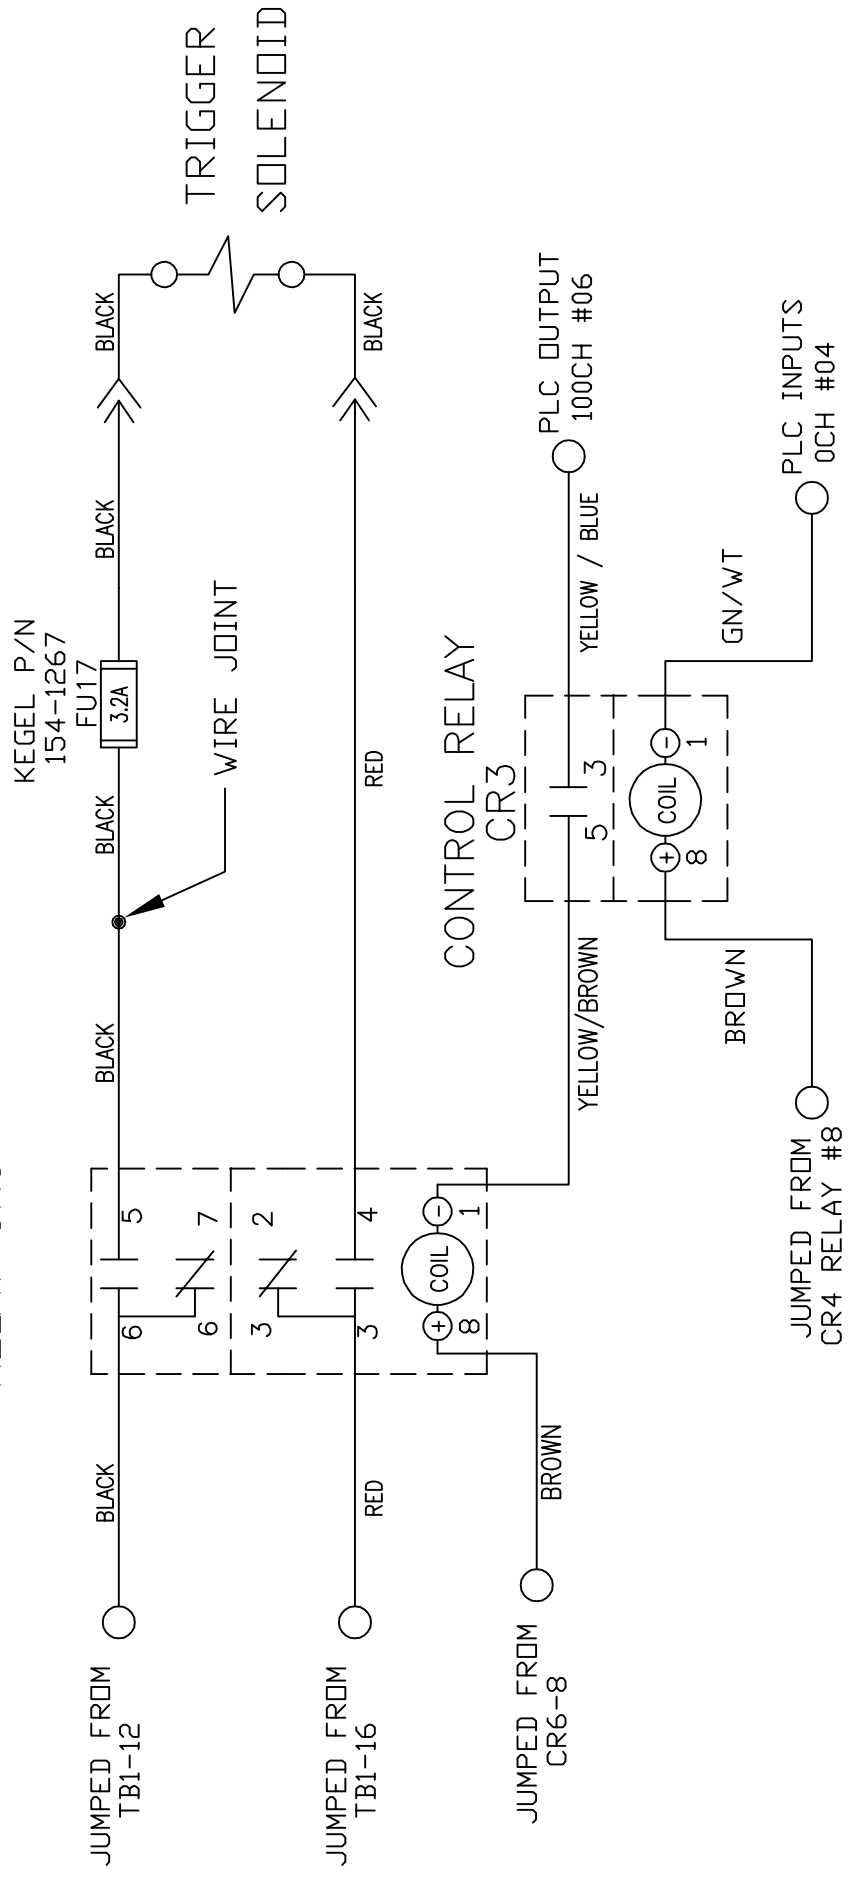 TRIGGER
SOLENOID
KEGEL P/N
154-1267
FU17
3.2A
BLACK
BLACK
BLACK
BLACK
BLACK
BLACK
WIRE JOINT
RED
RED
JUMPED FROM
TB1-12
JUMPED FROM
TB1-16
6
5
6
7
3
2
3
4
+
COIL
-
8
1
BROWN
JUMPED FROM
CR6-8
CONTROL RELAY
CR3
YELLOW/BROWN
5
3
YELLOW / BLUE
PLC OUTPUT
100CH #06
+
COIL
-
8
1
BROWN
GN/WT
JUMPED FROM
CR4 RELAY #8
PLC INPUTS
0CH #04